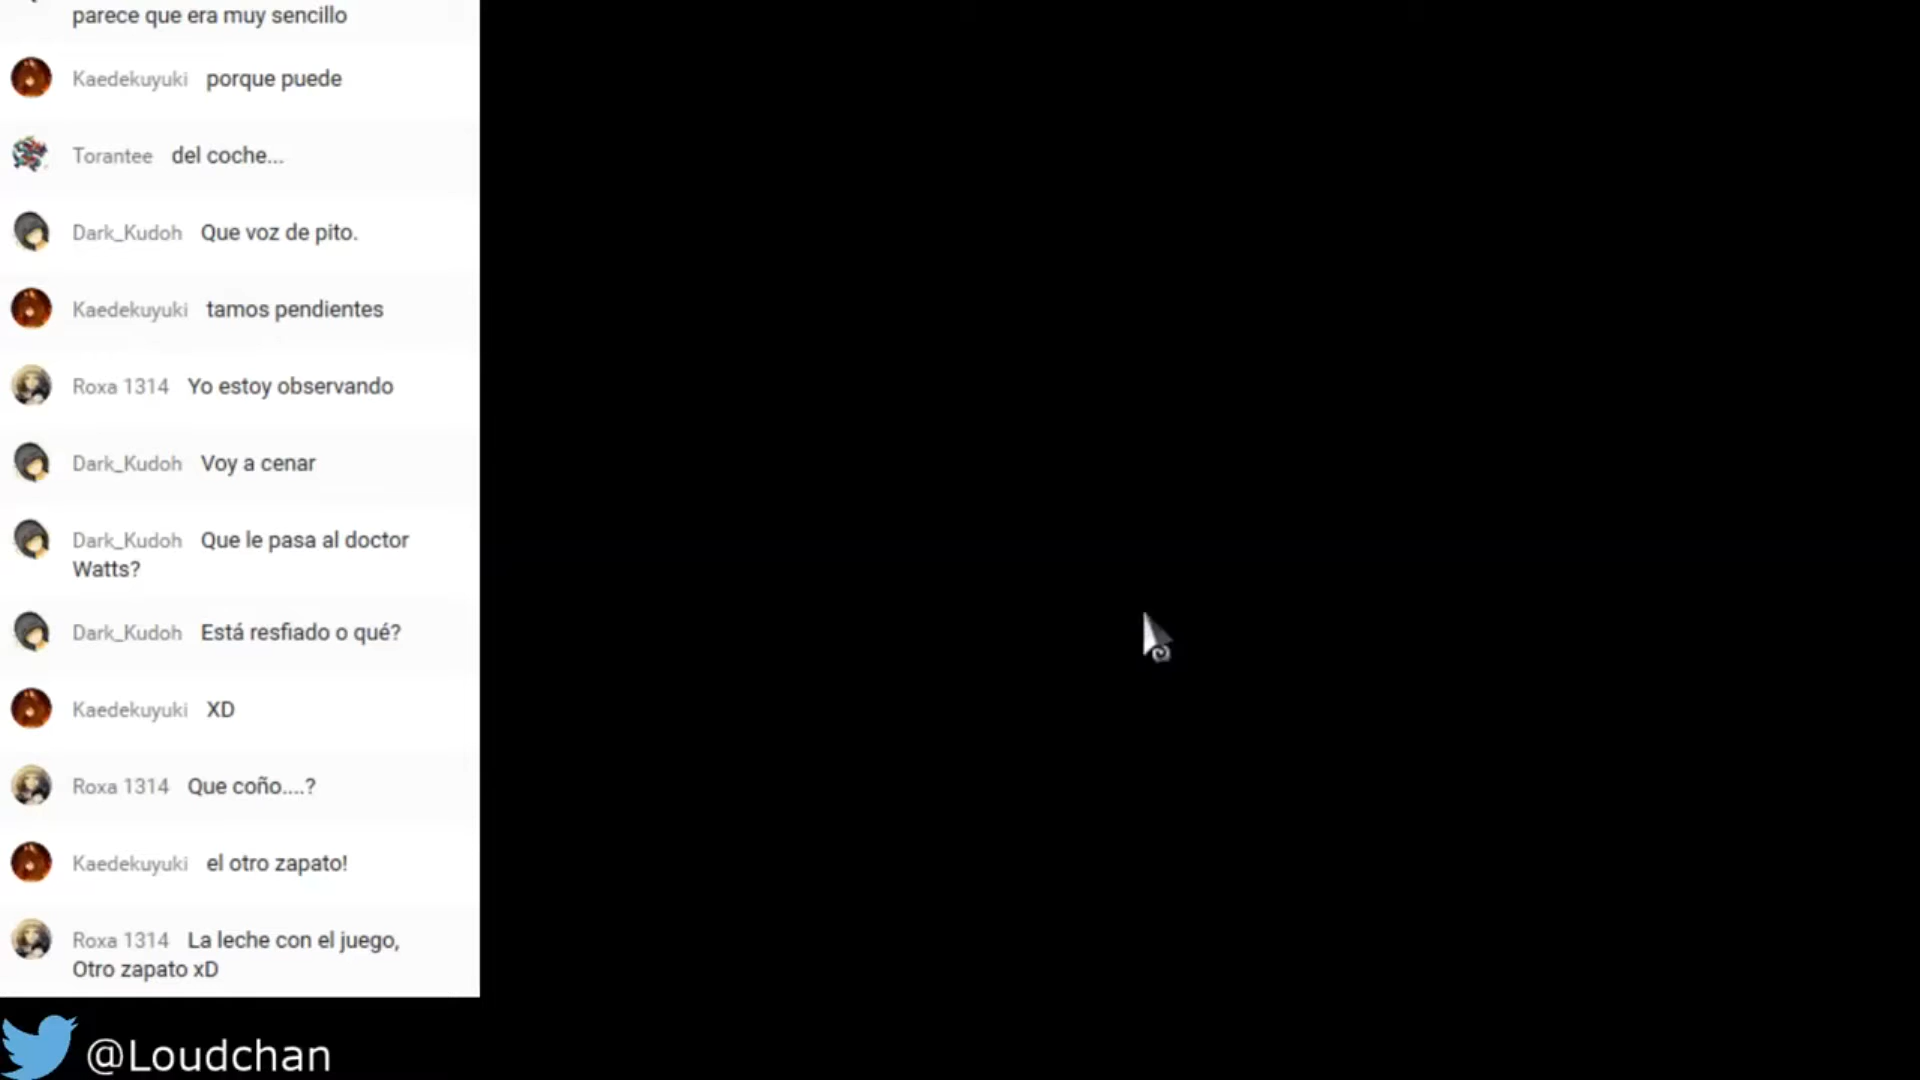 parece que era muy sencillo
Kaedekuyuki porque puede
Torantee del coche...
Dark_Kudoh Que voz de pito.
Kaedekuyuki tamos pendientes
Roxa 1314 Yo estoy observando
Dark_Kudoh Voy a cenar
Dark_Kudoh Que le pasa al doctor
Watts?
Dark_Kudoh Está resfiado o qué?
Kaedekuyuki XD
Roxa 1314 Que coño....?
Kaedekuyuki el otro zapato!
Roxa 1314 La leche con el juego,
Otro zapato xD
@Loudchan